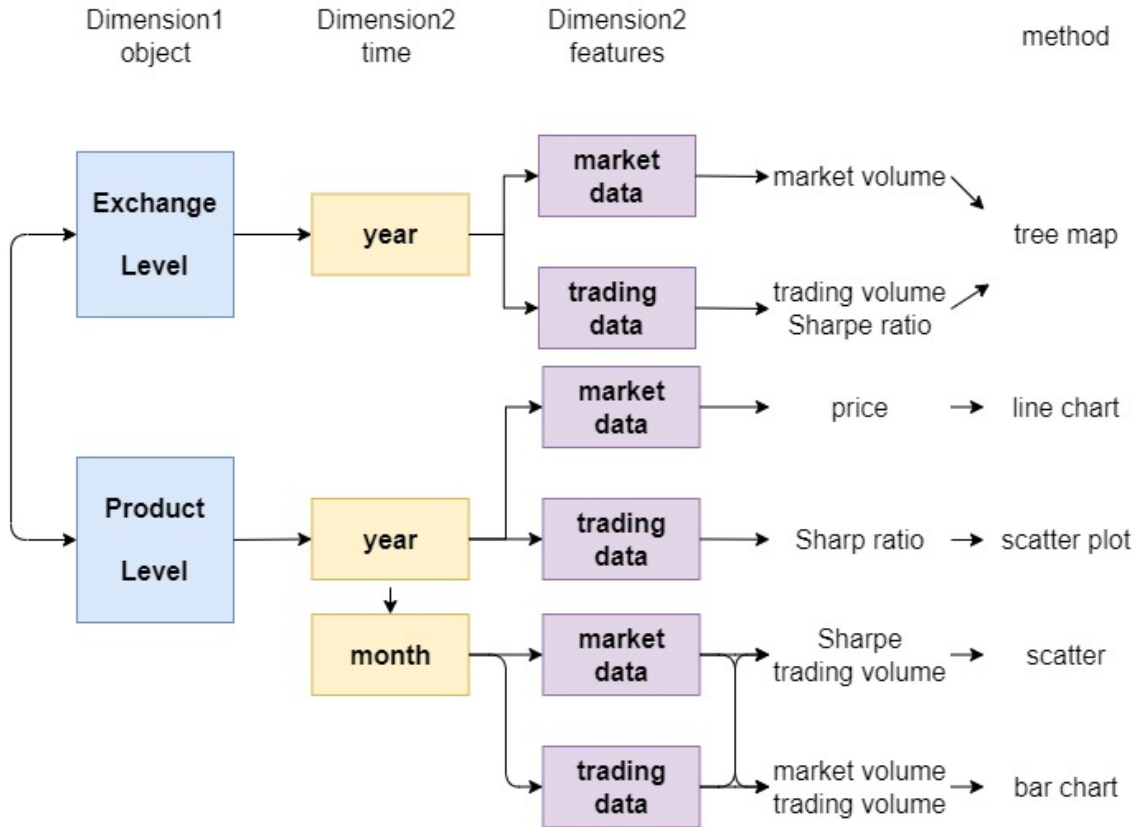 Dimension1
object
Dimension2
time
Dimension2
features
method
Exchange
Level
year
market
data
market volume
trading
data
trading volume
Sharpe ratio
tree map
Product
Level
year
market
data
price
line chart
trading
data
Sharp ratio
scatter plot
month
market
data
Sharpe
trading volume
scatter
trading
data
market volume
trading volume
bar chart